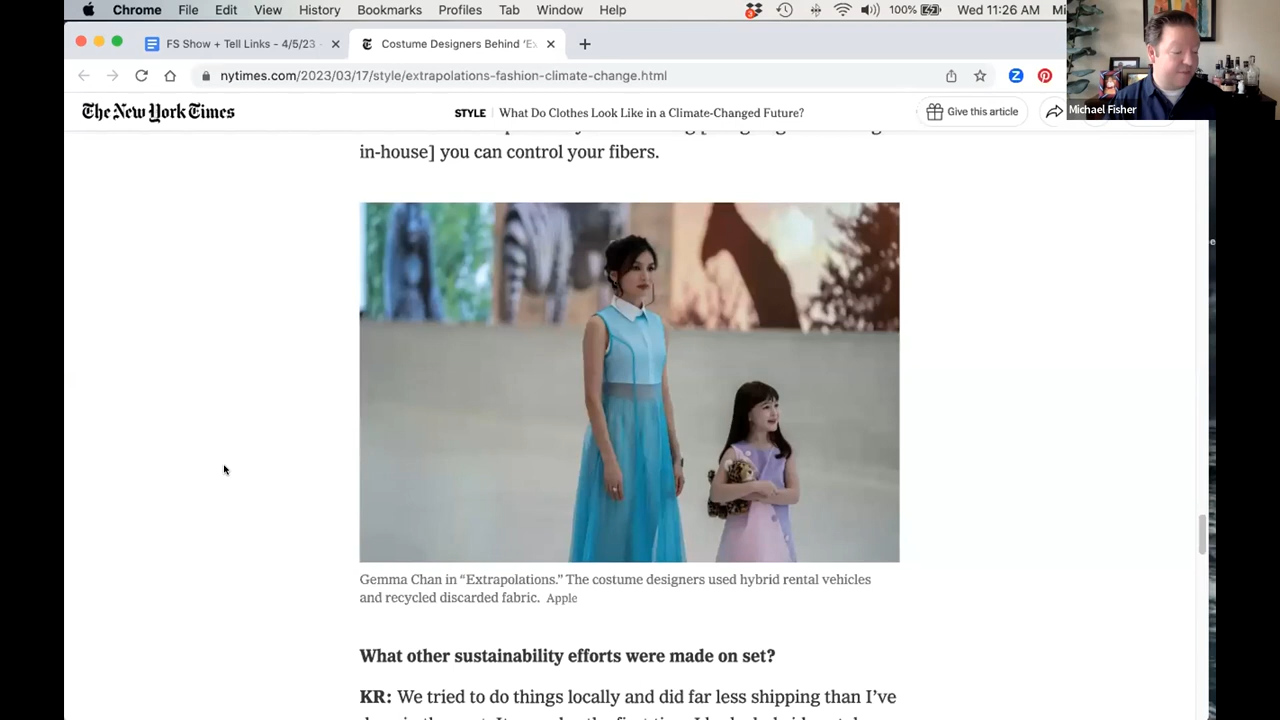 Chrome File Edit View History Bookmarks Profiles Tab Window Help 3 100% Wed 11:26 AM
FS Show + Tell Links - 4/5/23 Costume Designers Behind 'Ex
nytimes.com/2023/03/17/style/extrapolations-fashion-climate-change.html Z
Michael Fisher
The New York Times STYLE What Do Clothes Look Like in a Climate-Changed Future? Give this article
in-house] you can control your fibers.
Gemma Chan in “Extrapolations.” The costume designers used hybrid rental vehicles
and recycled discarded fabric. Apple
What other sustainability efforts were made on set?
KR: We tried to do things locally and did far less shipping than I’ve